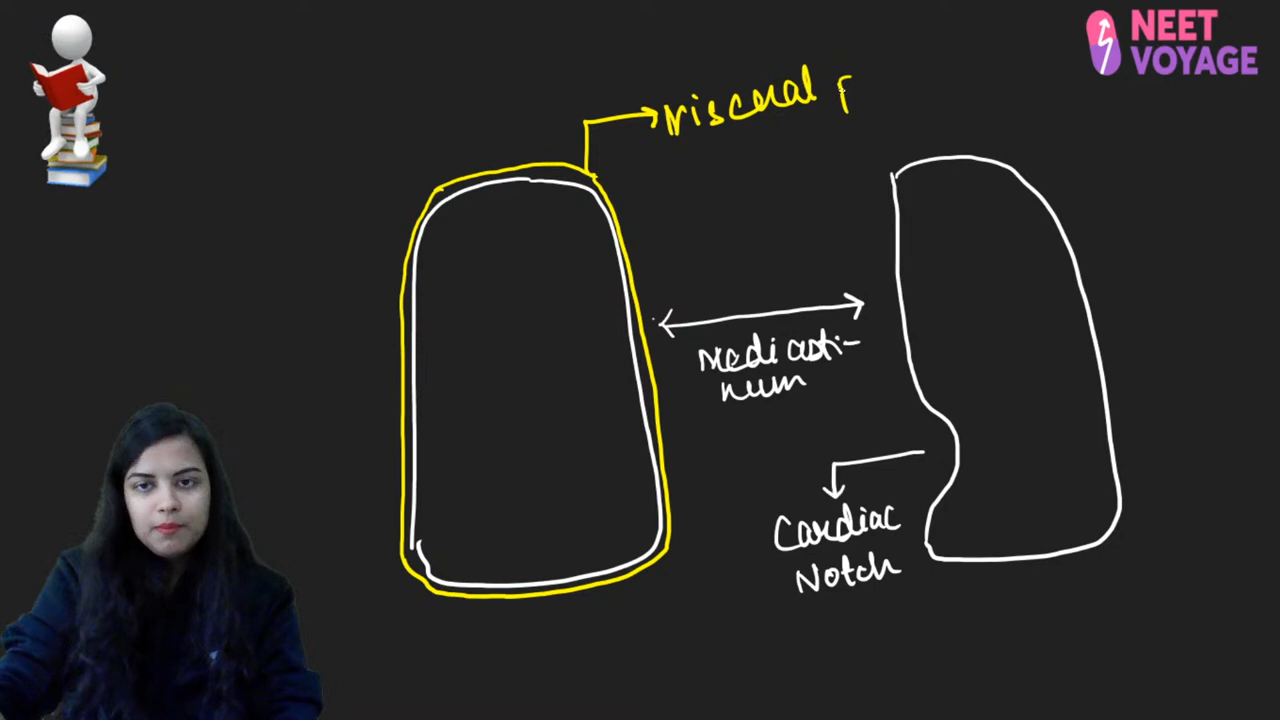 NEET
VOYAGE
visceral p
Mediasti-
num
Cardiac
Notch